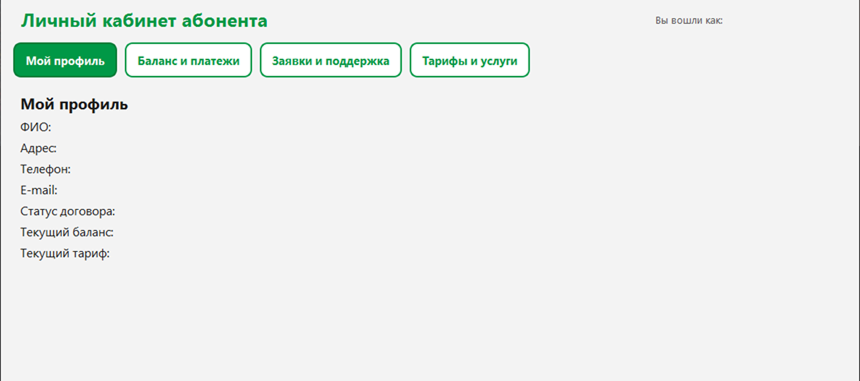 Личный кабинет абонента
Вы вошли как:
Мой профиль Баланс и платежи Заявки и поддержка Тарифы и услуги
Мой профиль
ФИО:
Адрес:
Телефон:
E-mail:
Статус договора:
Текущий баланс:
Текущий тариф: